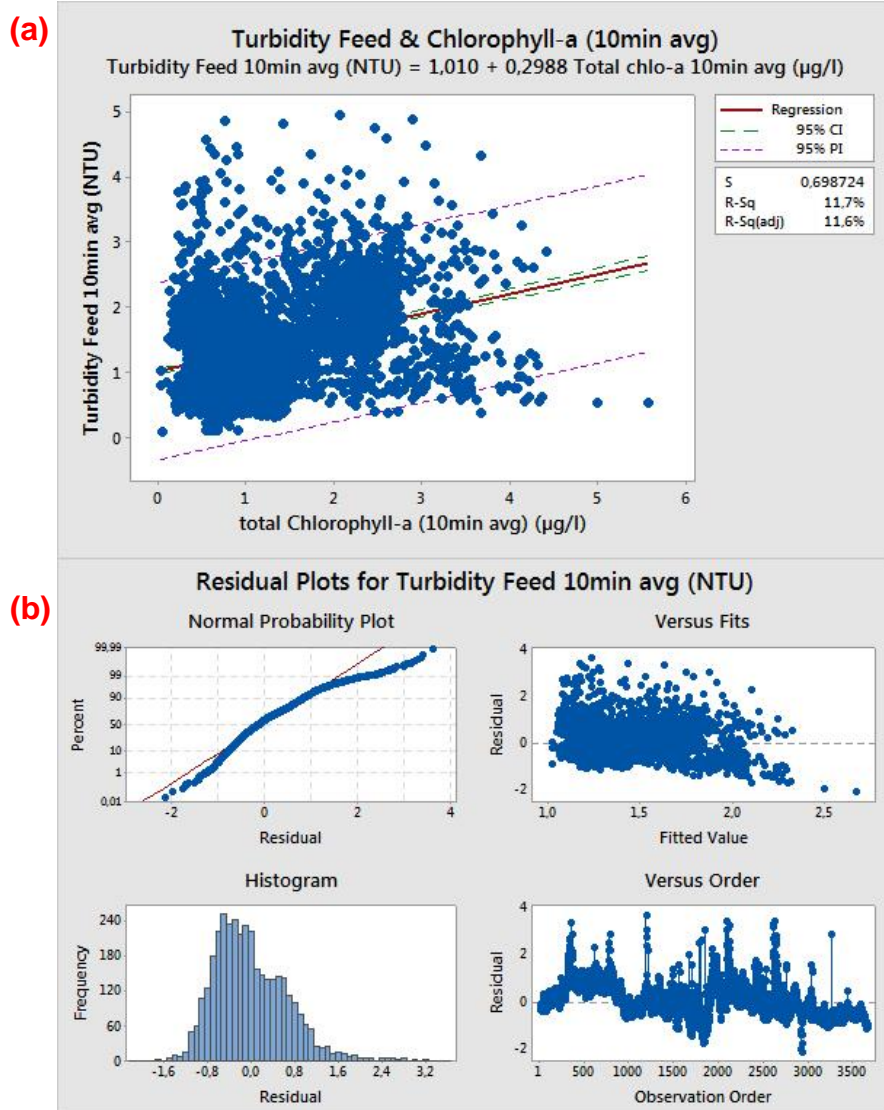 (a)
Turbidity Feed & Chlorophyll-a (10min avg)
Turbidity Feed 10min avg (NTU) = 1,010 + 0,2988 Total chlo-a 10min avg (µg/l)
Turbidity Feed 10min avg (NTU)
5
4
3
2
1
0
0 1 2 3 4 5 6
total Chlorophyll-a (10min avg) (µg/l)
Regression
95% CI
95% PI
S 0,698724
R-Sq 11,7%
R-Sq(adj) 11,6%
(b)
Residual Plots for Turbidity Feed 10min avg (NTU)
Normal Probability Plot
Percent
99,99
99
90
50
10
1
0,01
-2 0 2 4
Residual
Versus Fits
Residual
4
2
0
-2
1,0 1,5 2,0 2,5
Fitted Value
Histogram
Frequency
240
180
120
60
0
-1,6 -0,8 0,0 0,8 1,6 2,4 3,2
Residual
Versus Order
Residual
4
2
0
-2
1 500 1000 1500 2000 2500 3000 3500
Observation Order